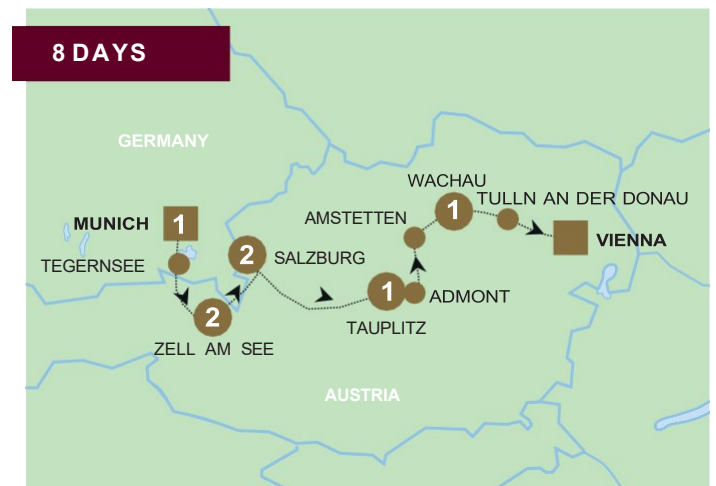 8 DAYS
GERMANY
WACHAU
TULLN AN DER DONAU
MUNICH
1
AMSTETTEN
1
VIENNA
TEGERNSEE
2
SALZBURG
1
ADMONT
2
TAUPLITZ
ZELL AM SEE
AUSTRIA